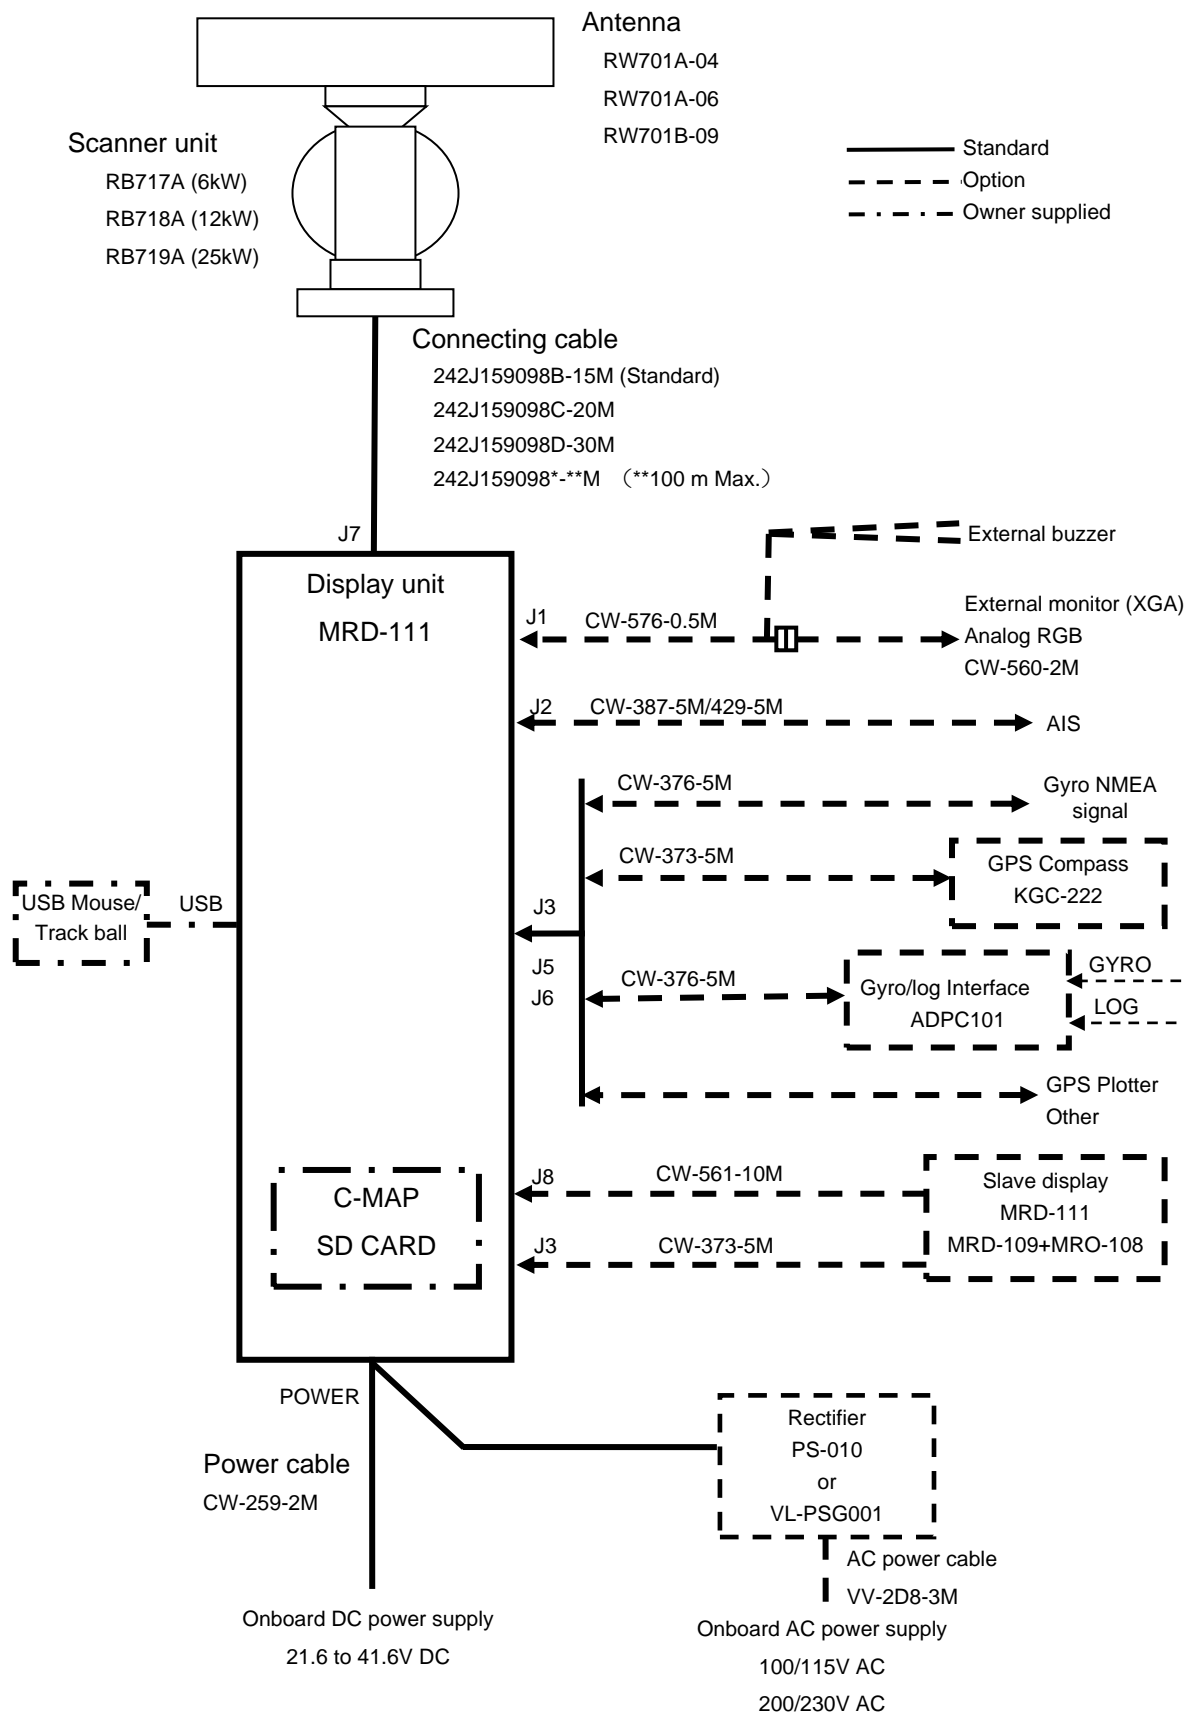 Antenna
RW701A-04
RW701A-06
RW701B-09
Scanner unit
RB717A (6kW)
RB718A (12kW)
RB719A (25kW)
Standard
Option
Owner supplied
Connecting cable
242J159098B-15M (Standard)
242J159098C-20M
242J159098D-30M
242J159098*-**M （**100 m Max.）
J7
Display unit
MRD-111
External buzzer
J1
CW-576-0.5M
External monitor (XGA)
Analog RGB
CW-560-2M
J2
CW-387-5M/429-5M
AIS
CW-376-5M
Gyro NMEA
signal
CW-373-5M
GPS Compass
KGC-222
USB Mouse/
Track ball
USB
J3
J5
J6
CW-376-5M
Gyro/log Interface
ADPC101
GYRO
LOG
GPS Plotter
Other
C-MAP
SD CARD
J8
CW-561-10M
J3
CW-373-5M
Slave display
MRD-111
MRD-109+MRO-108
POWER
Power cable
CW-259-2M
Rectifier
PS-010
or
VL-PSG001
AC power cable
VV-2D8-3M
Onboard DC power supply
21.6 to 41.6V DC
Onboard AC power supply
100/115V AC
200/230V AC